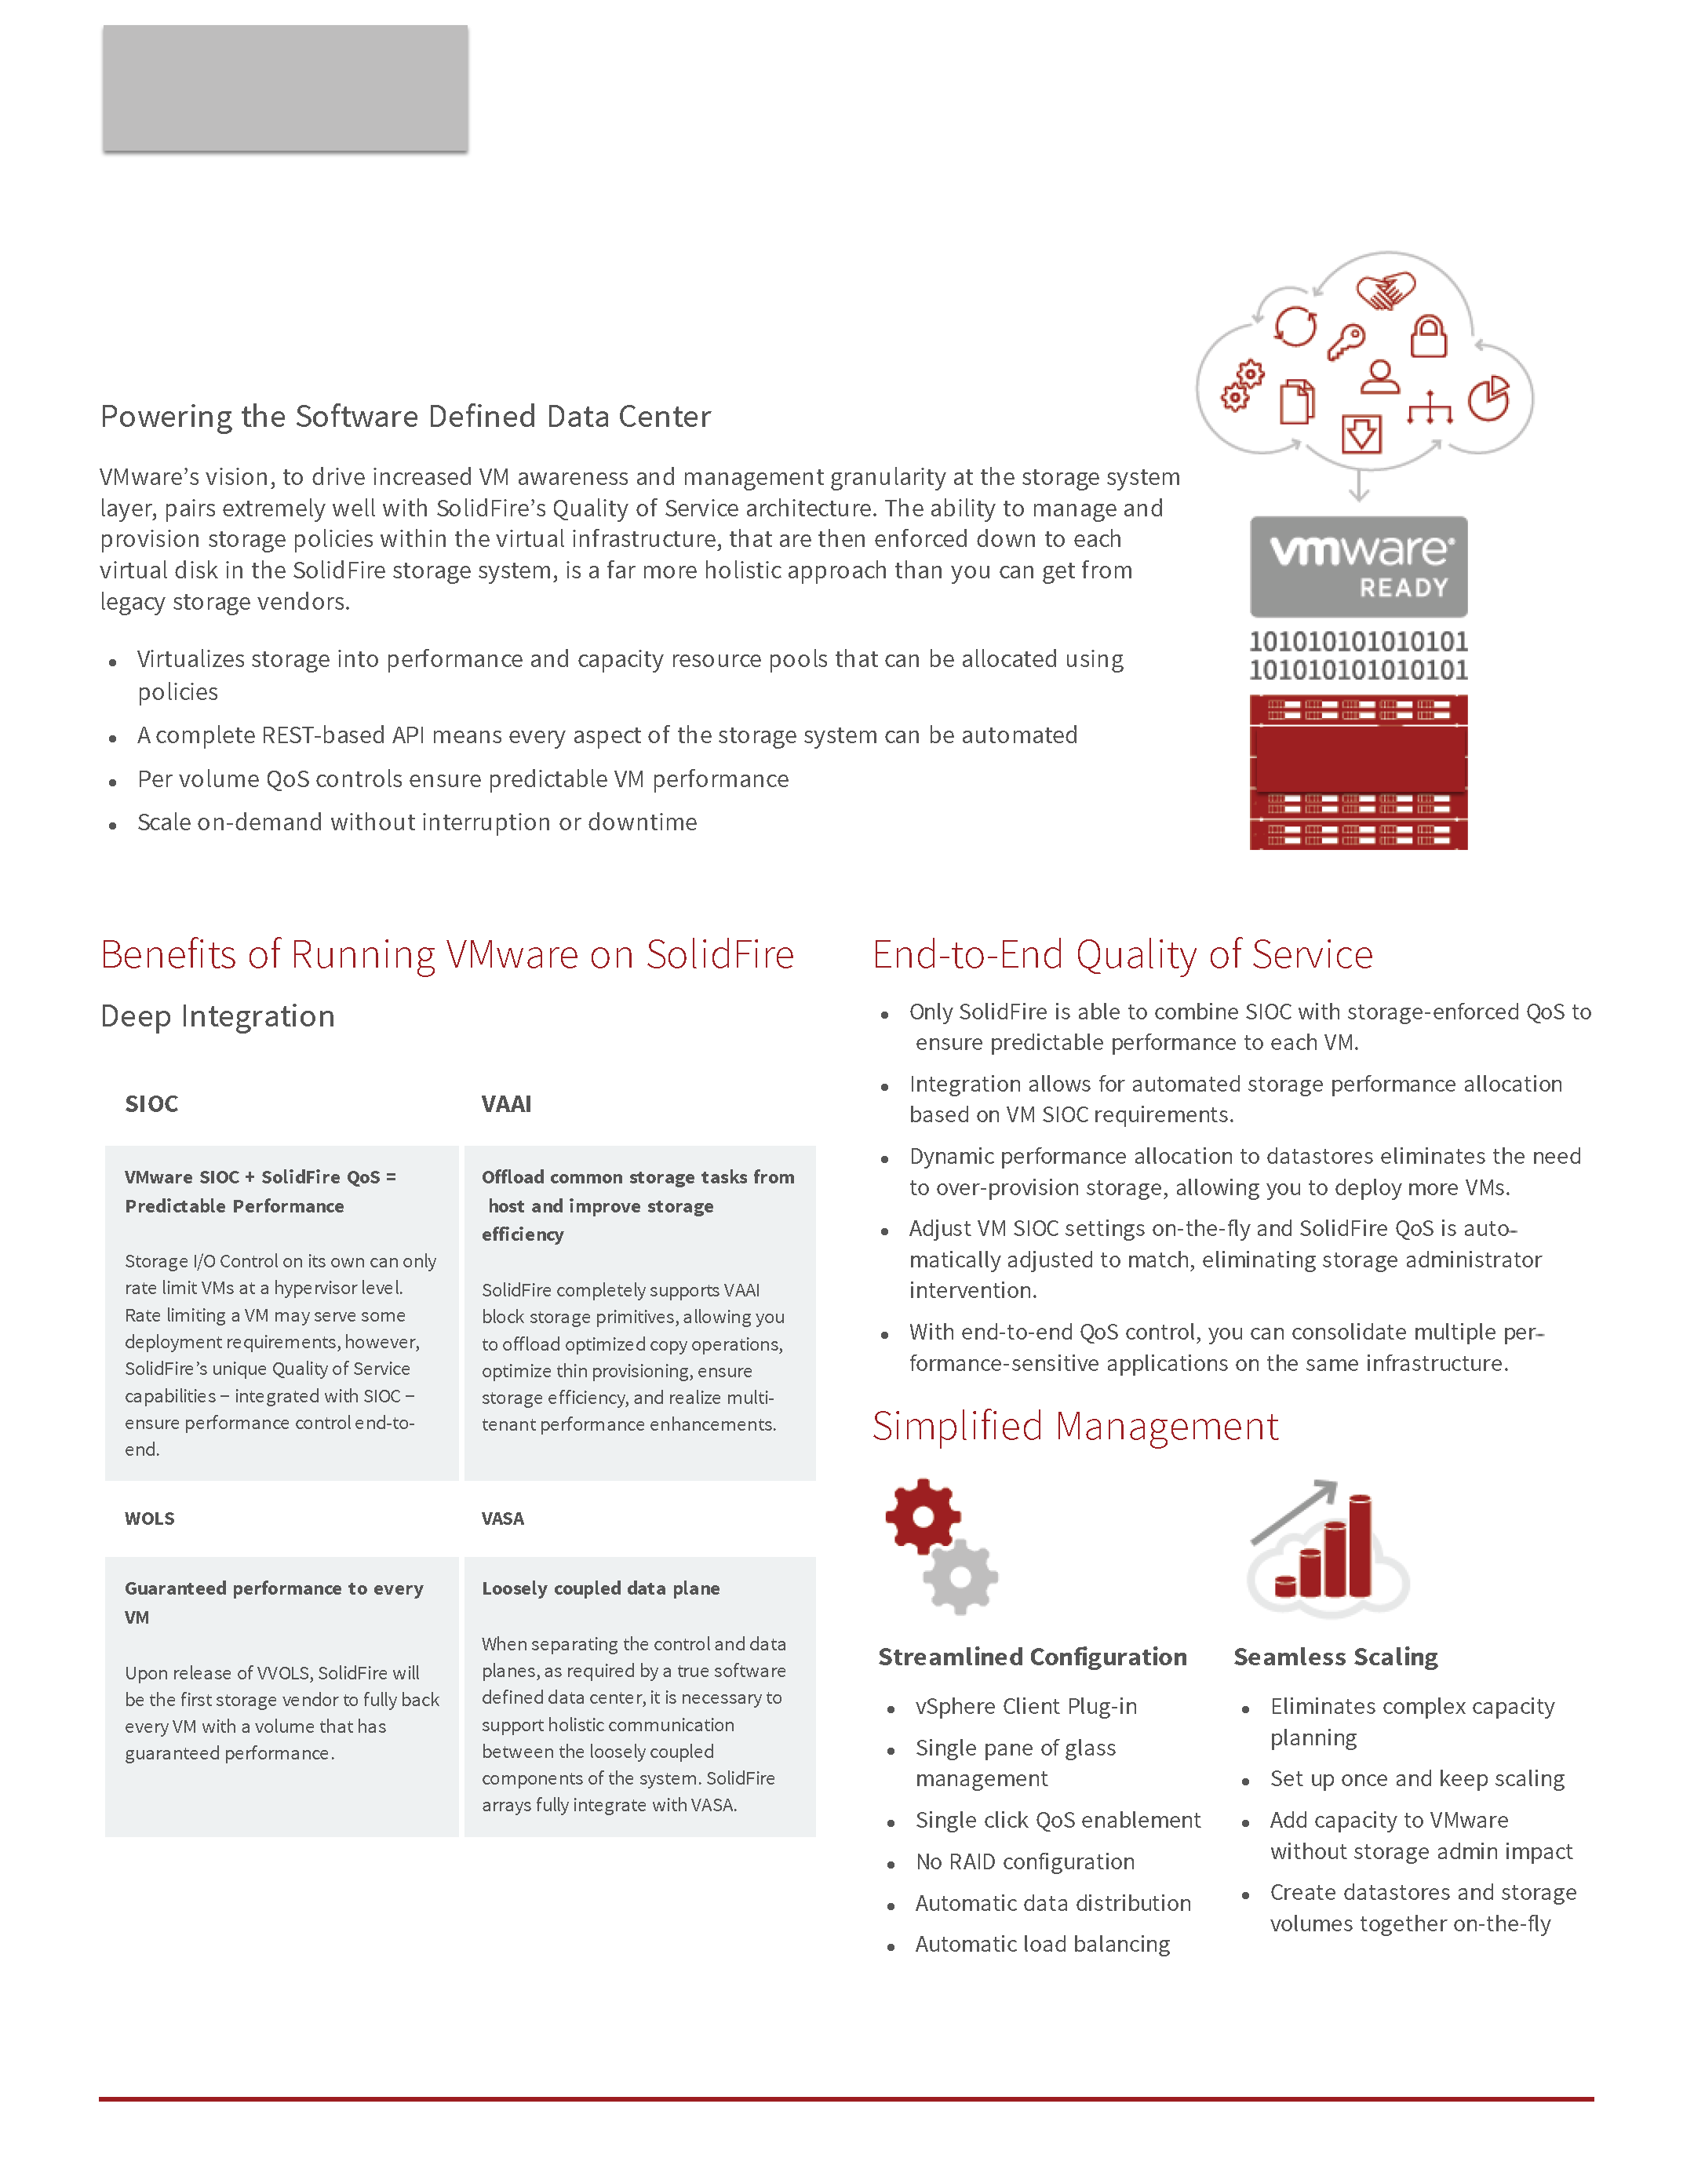 Powering the Software Defined Data Center
VMware’s vision, to drive increased VM awareness and management granularity at the storage system
layer, pairs extremely well with SolidFire’s Quality of Service architecture. The ability to manage and
provision storage policies within the virtual infrastructure, that are then enforced down to each
virtual disk in the SolidFire storage system, is a far more holistic approach than you can get from
legacy storage vendors.
• Virtualizes storage into performance and capacity resource pools that can be allocated using
policies
• A complete REST-based API means every aspect of the storage system can be automated
• Per volume QoS controls ensure predictable VM performance
• Scale on-demand without interruption or downtime
vmware®
READY
101010101010101
101010101010101
Benefits of Running VMware on SolidFire
Deep Integration
SIOC
VMware SIOC + SolidFire QoS =
Predictable Performance
Storage I/O Control on its own can only
rate limit VMs at a hypervisor level.
Rate limiting a VM may serve some
deployment requirements, however,
SolidFire’s unique Quality of Service
capabilities – integrated with SIOC –
ensure performance control end-to-
end.
VAAI
Offload common storage tasks from
host and improve storage
efficiency
SolidFire completely supports VAAI
block storage primitives, allowing you
to offload optimized copy operations,
optimize thin provisioning, ensure
storage efficiency, and realize multi-
tenant performance enhancements.
WOLS
Guaranteed performance to every
VM
Upon release of VVOLS, SolidFire will
be the first storage vendor to fully back
every VM with a volume that has
guaranteed performance.
VASA
Loosely coupled data plane
When separating the control and data
planes, as required by a true software
defined data center, it is necessary to
support holistic communication
between the loosely coupled
components of the system. SolidFire
arrays fully integrate with VASA.
End-to-End Quality of Service
• Only SolidFire is able to combine SIOC with storage-enforced QoS to
ensure predictable performance to each VM.
• Integration allows for automated storage performance allocation
based on VM SIOC requirements.
• Dynamic performance allocation to datastores eliminates the need
to over-provision storage, allowing you to deploy more VMs.
• Adjust VM SIOC settings on-the-fly and SolidFire QoS is auto-
matically adjusted to match, eliminating storage administrator
intervention.
• With end-to-end QoS control, you can consolidate multiple per-
formance-sensitive applications on the same infrastructure.
Simplified Management
Streamlined Configuration
• vSphere Client Plug-in
• Single pane of glass
management
• Single click QoS enablement
• No RAID configuration
• Automatic data distribution
• Automatic load balancing
Seamless Scaling
• Eliminates complex capacity
planning
• Set up once and keep scaling
• Add capacity to VMware
without storage admin impact
• Create datastores and storage
volumes together on-the-fly